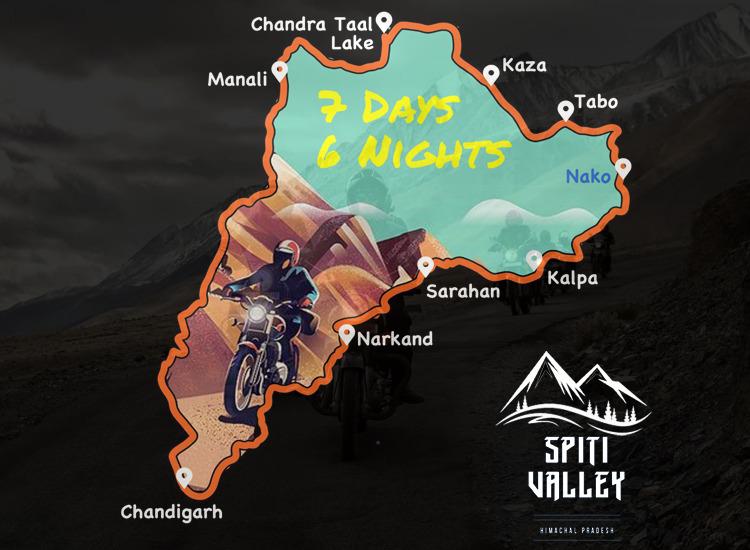 Chandra Taal
Lake
Manali
Kaza
7 Days
6 Nights
Tabo
Nako
Kalpa
Sarahan
Narkand
SPITI
VALLEY
HIMACHAL PRADESH
Chandigarh